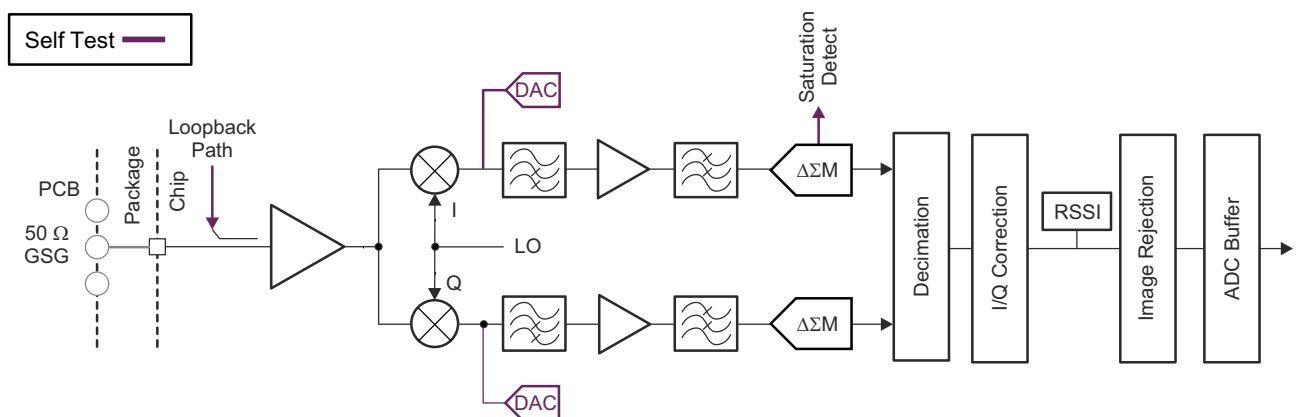 Self Test
DAC
Saturation
Detect
Loopback
Path
PCB
Package
Chip
50 Ω
GSG
I
LO
Q
ΔΣM
ΔΣM
Decimation
I/Q Correction
RSSI
Image Rejection
ADC Buffer
DAC